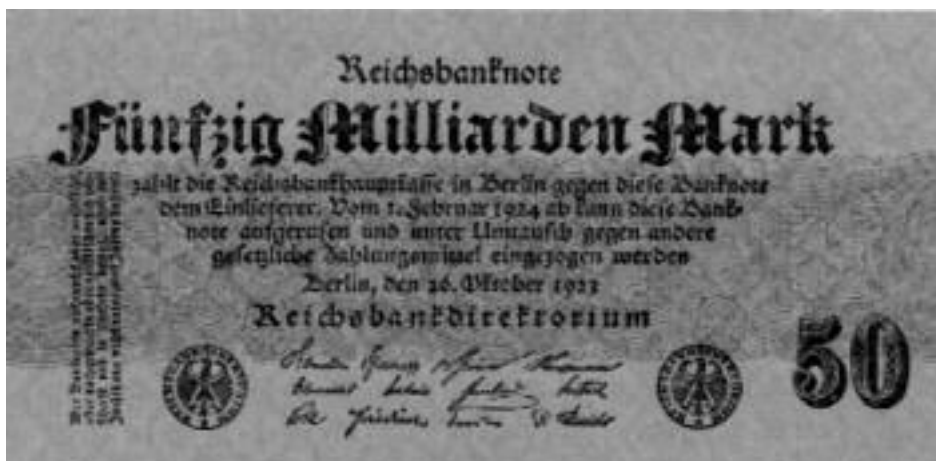 Reichsbanknote
Fünfzig Milliarden Mark
zahlt die Reichsbankhauptkasse in Berlin gegen diese Banknote
dem Einlieferer. Vom 1. Februar 1924 ab kann diese Bank-
note aufgerufen und unter Umtausch gegen andere
gesetzliche Zahlungsmittel eingezogen werden
Berlin, den 26. Oktober 1923
Reichsbankdirektorium
50